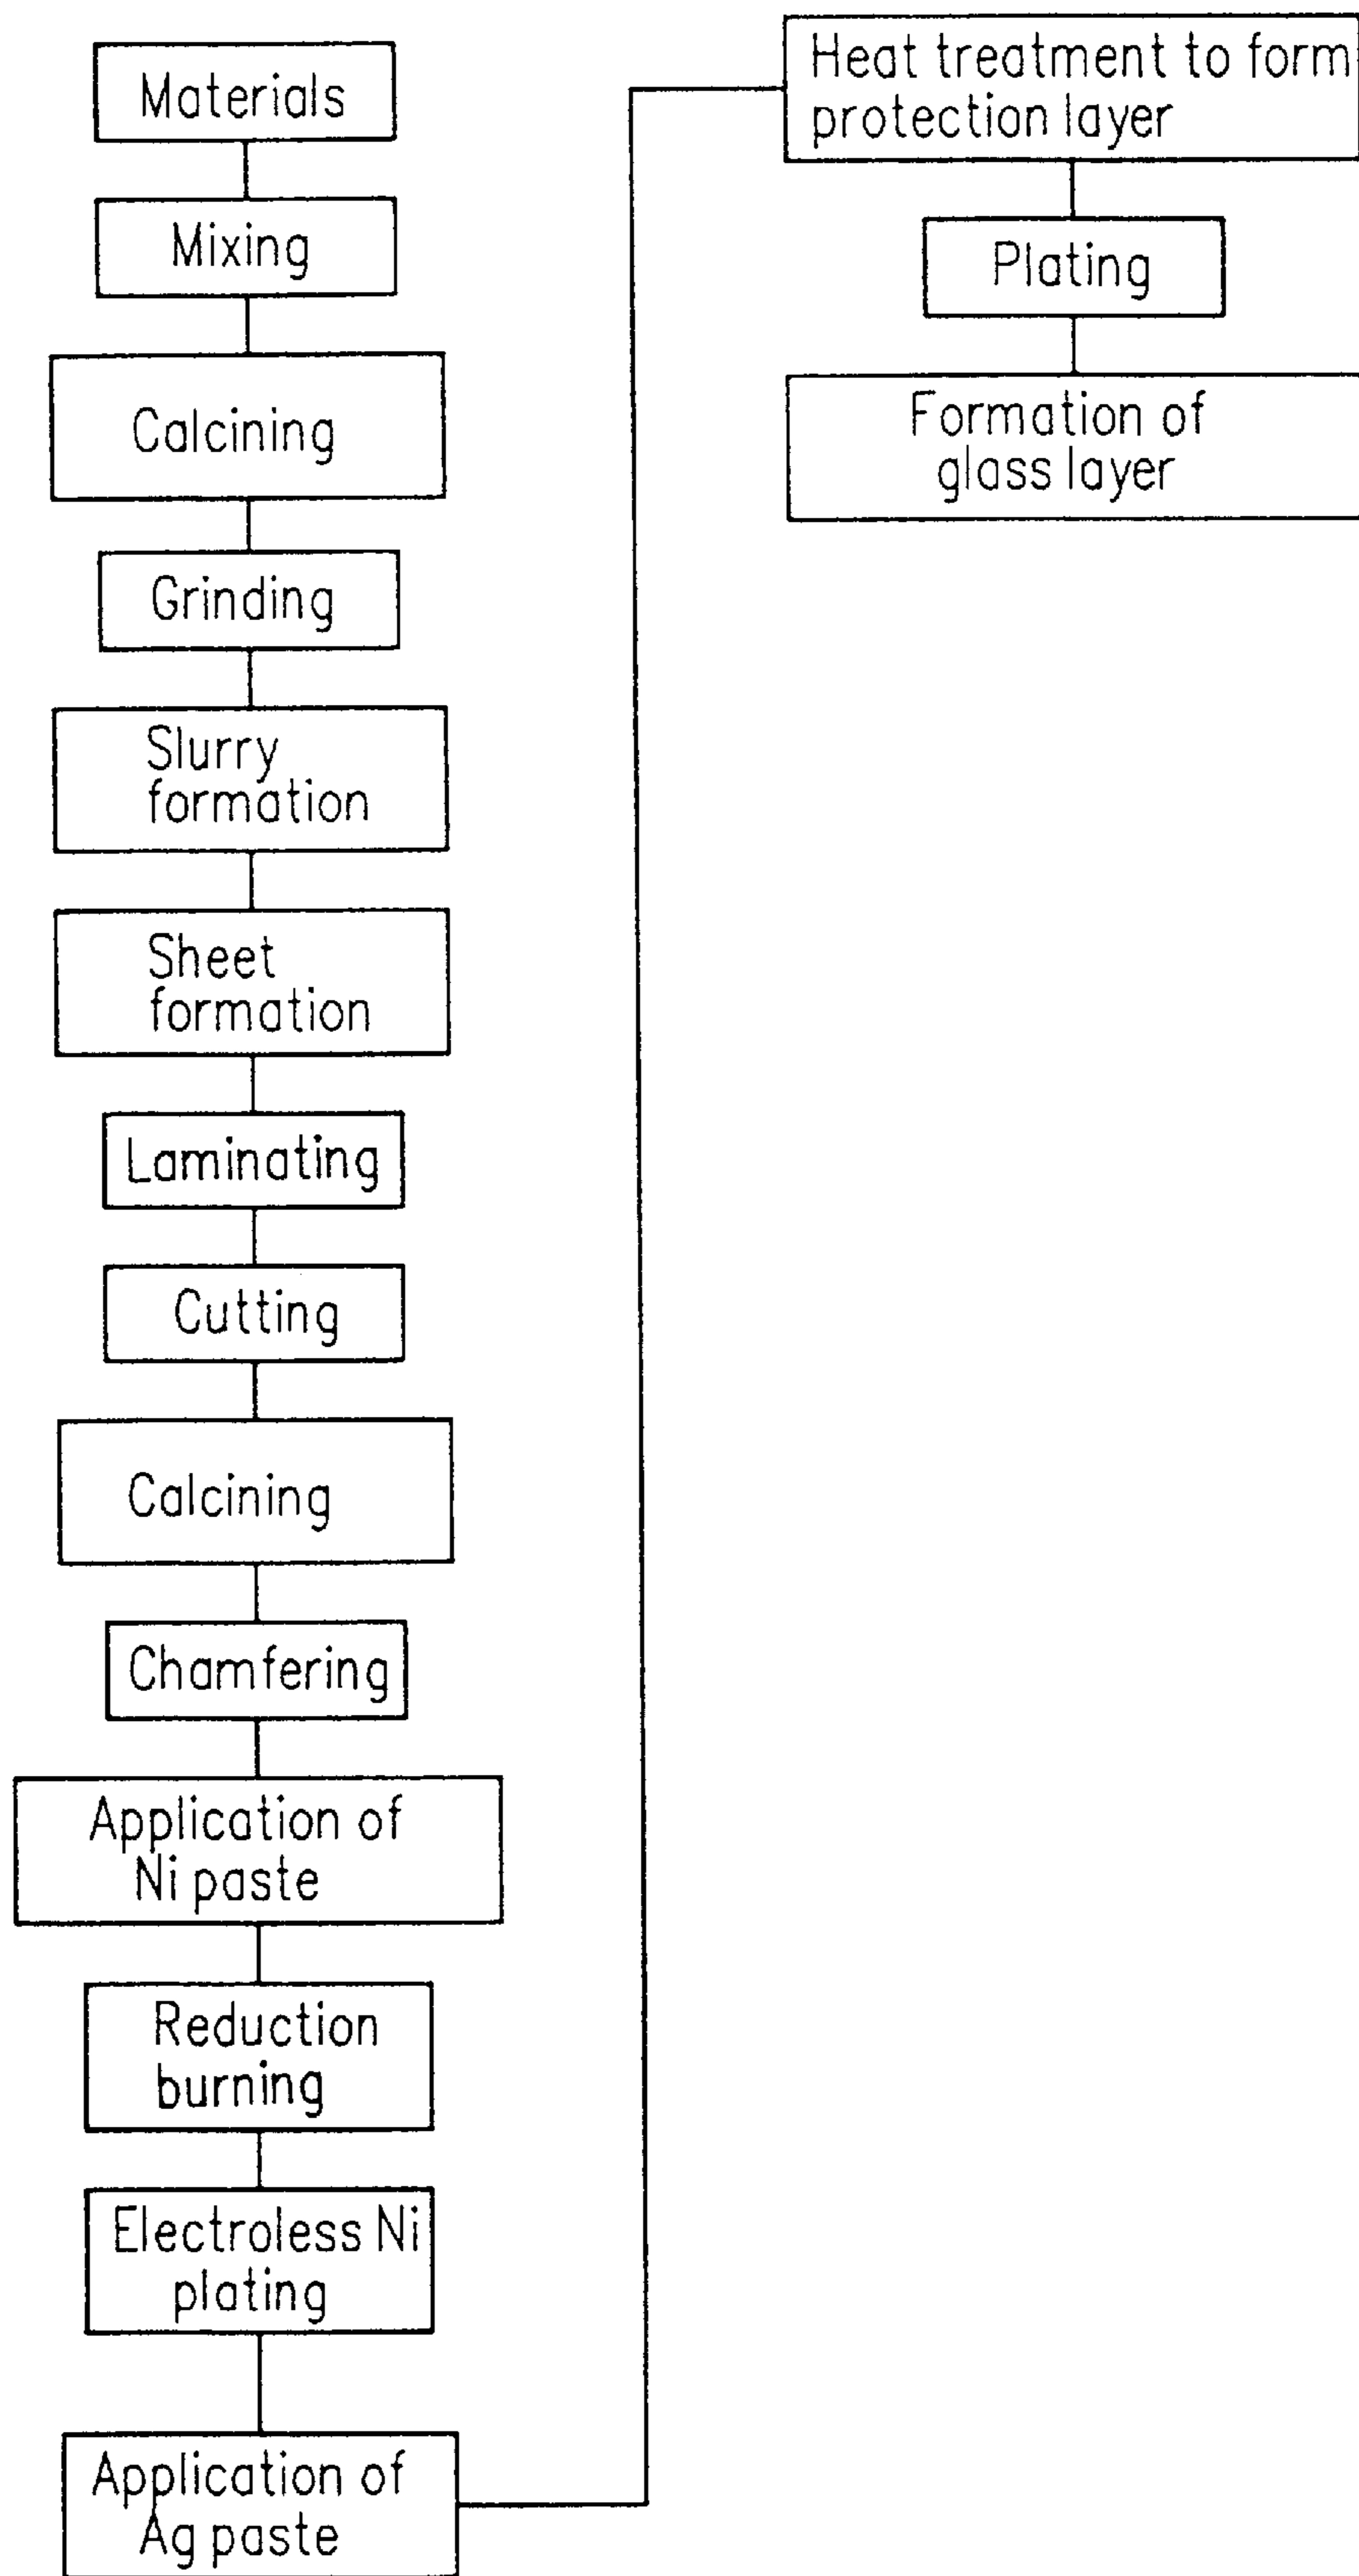 Materials
Mixing
Calcining
Grinding
Slurry
formation
Sheet
formation
Laminating
Cutting
Calcining
Chamfering
Application of
Ni paste
Reduction
burning
Electroless Ni
plating
Application of
Ag paste
Heat treatment to form
protection layer
Plating
Formation of
glass layer